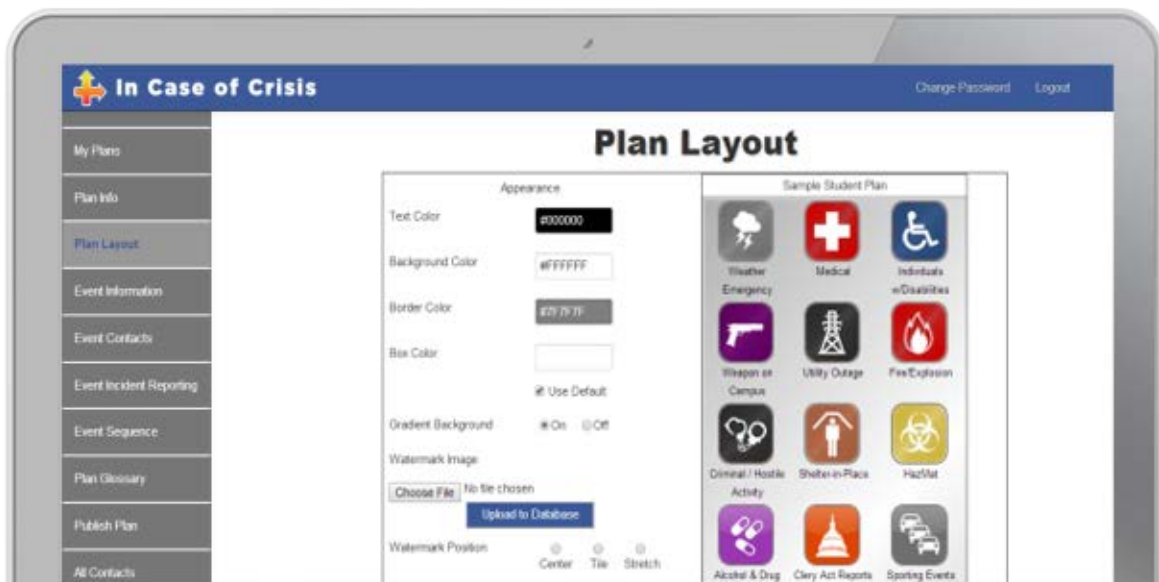 In Case of Crisis
Change Password
Logout
My Plans
Plan Info
Plan Layout
Event Information
Event Contacts
Event Incident Reporting
Event Sequence
Plan Glossary
Publish Plan
All Contacts
Plan Layout
Appearance
Text Color
#000000
Background Color
#FFFFFF
Border Color
#7F7F7F
Box Color
Use Default
Gradient Background
On
Off
Watermark Image
Choose File No file chosen
Upload to Database
Watermark Position
Center Tile Stretch
Sample Student Plan
Weather
Emergency
Medical
Individuals
w/Disabilities
Weapon on
Campus
Utility Outage
Fire/Explosion
Criminal / Hostile
Activity
Shelter-in-Place
HazMat
Alcohol & Drug
Clery Act Reports
Sporting Events